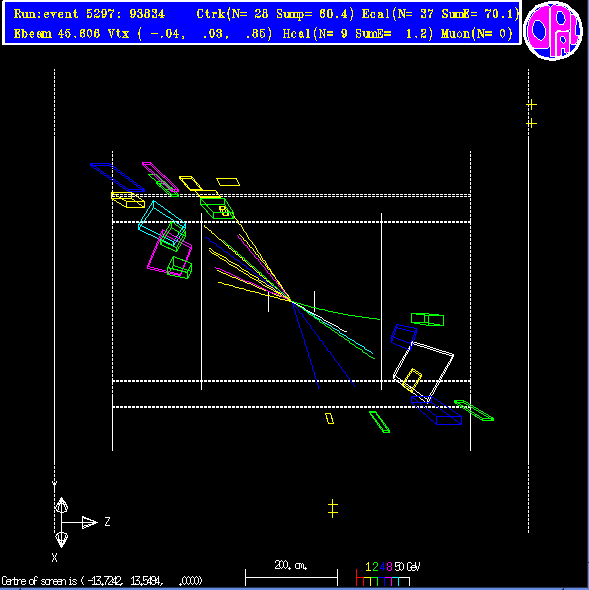 Run:event 5297: 93834 Ctrk(N= 28 Sump= 60.4) Ecal(N= 37 SumE= 70.1)
Ebeam 45.606 Vtx ( -.04, .03, .85) Hcal(N= 9 SumE= 1.2) Muon(N= 0)
OPAL
Y
Z
X
200. cm.
1 2 4 8 50 GeV
Centre of screen is ( -13.7242, 13.5494, .0000)